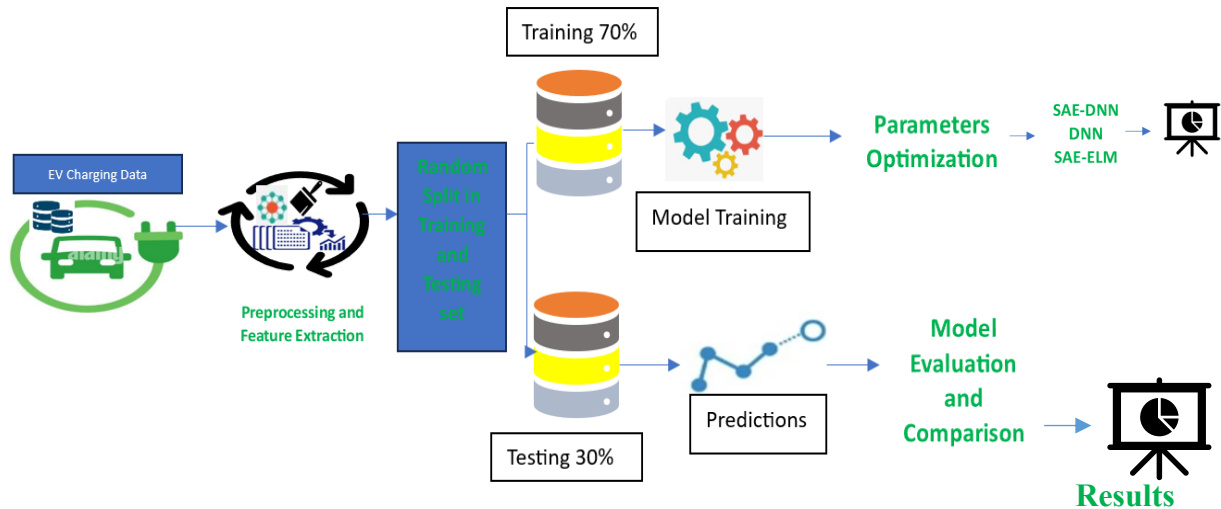 Training 70%
EV Charging Data
alamy
Preprocessing and
Feature Extraction
Random
Split in
Training
and
Testing
set
Model Training
Parameters
Optimization
SAE-DNN
DNN
SAE-ELM
Testing 30%
Predictions
Model
Evaluation
and
Comparison
Results